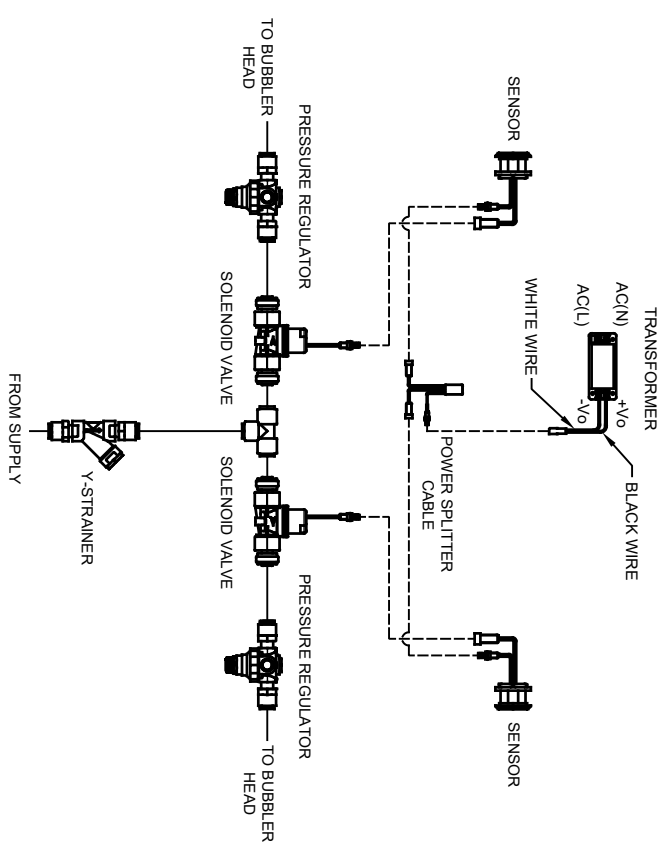 TRANSFORMER
AC(N)
AC(L)
+Vo
-Vo
WHITE WIRE
BLACK WIRE
SENSOR
SENSOR
POWER SPLITTER
CABLE
TO BUBBLER
HEAD
PRESSURE REGULATOR
SOLENOID VALVE
SOLENOID VALVE
PRESSURE REGULATOR
TO BUBBLER
HEAD
Y-STRAINER
FROM SUPPLY